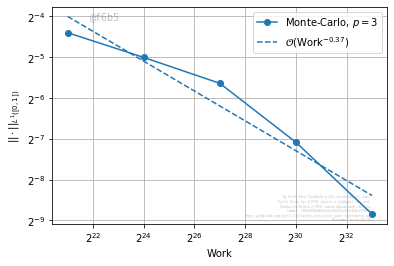 gf6b5
Monte-Carlo, p = 3
𝒪(Work^{-0.37})
2^{-4}
2^{-5}
2^{-6}
2^{-7}
2^{-8}
2^{-9}
||·||_{L^1([0,1])}
2^{22} 2^{24} 2^{26} 2^{28} 2^{30} 2^{32}
Work